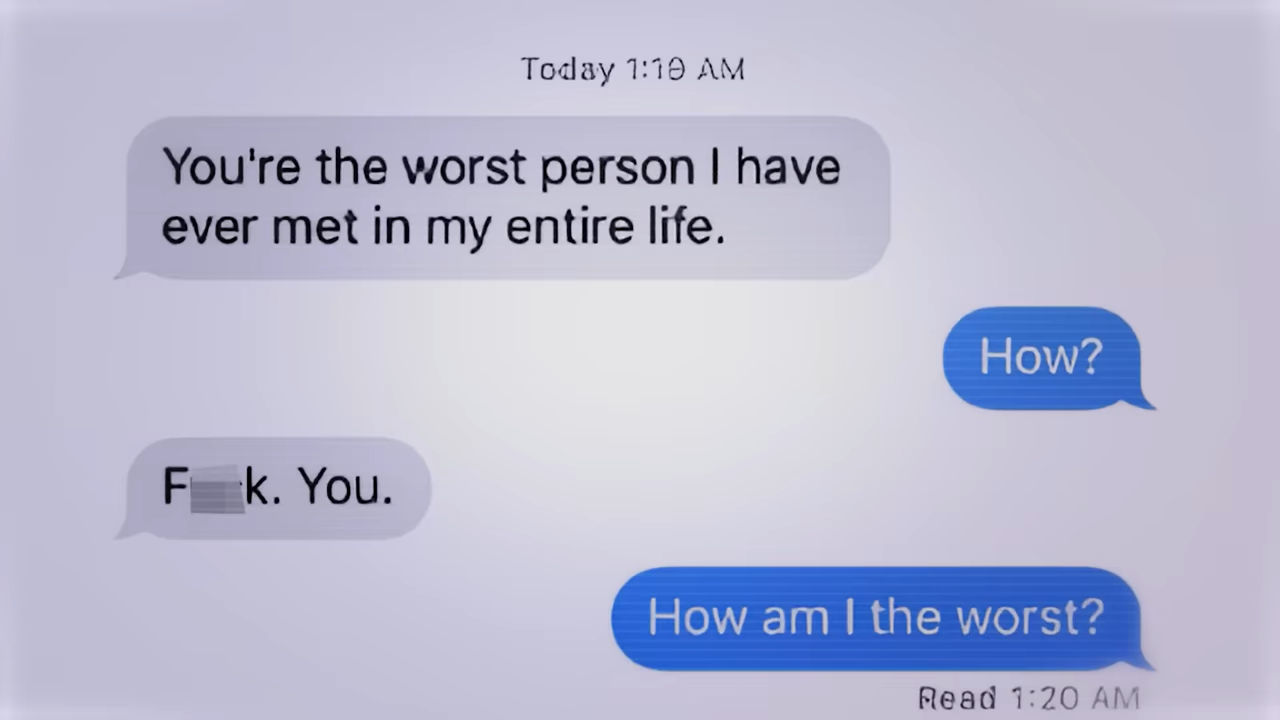 Today 1:19 AM
You're the worst person I have
ever met in my entire life.
How?
F k. You.
How am I the worst?
Read 1:20 AM